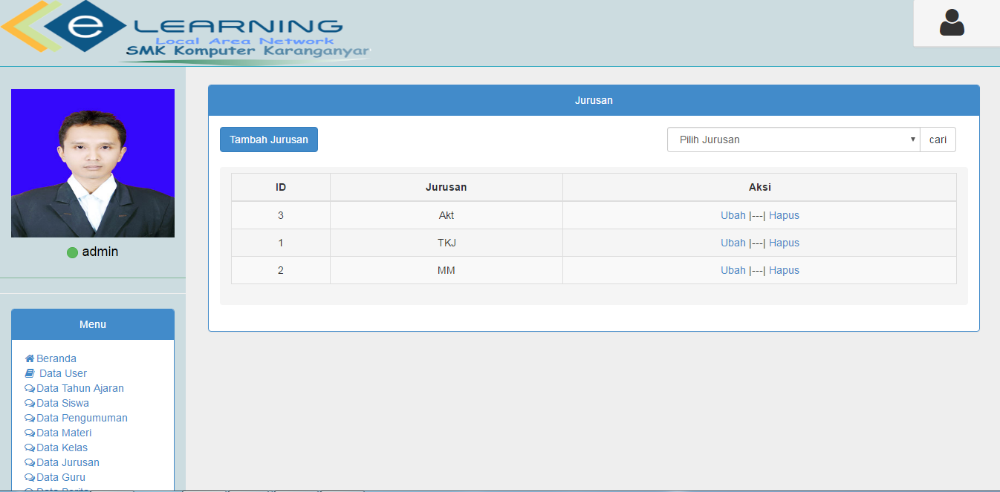 e LEARNING
Local Area Network
SMK Komputer Karanganyar
Jurusan
Tambah Jurusan
Pilih Jurusan
cari
ID Jurusan Aksi
3 Akt Ubah |---| Hapus
1 TKJ Ubah |---| Hapus
2 MM Ubah |---| Hapus
admin
Menu
Beranda
Data User
Data Tahun Ajaran
Data Siswa
Data Pengumuman
Data Materi
Data Kelas
Data Jurusan
Data Guru